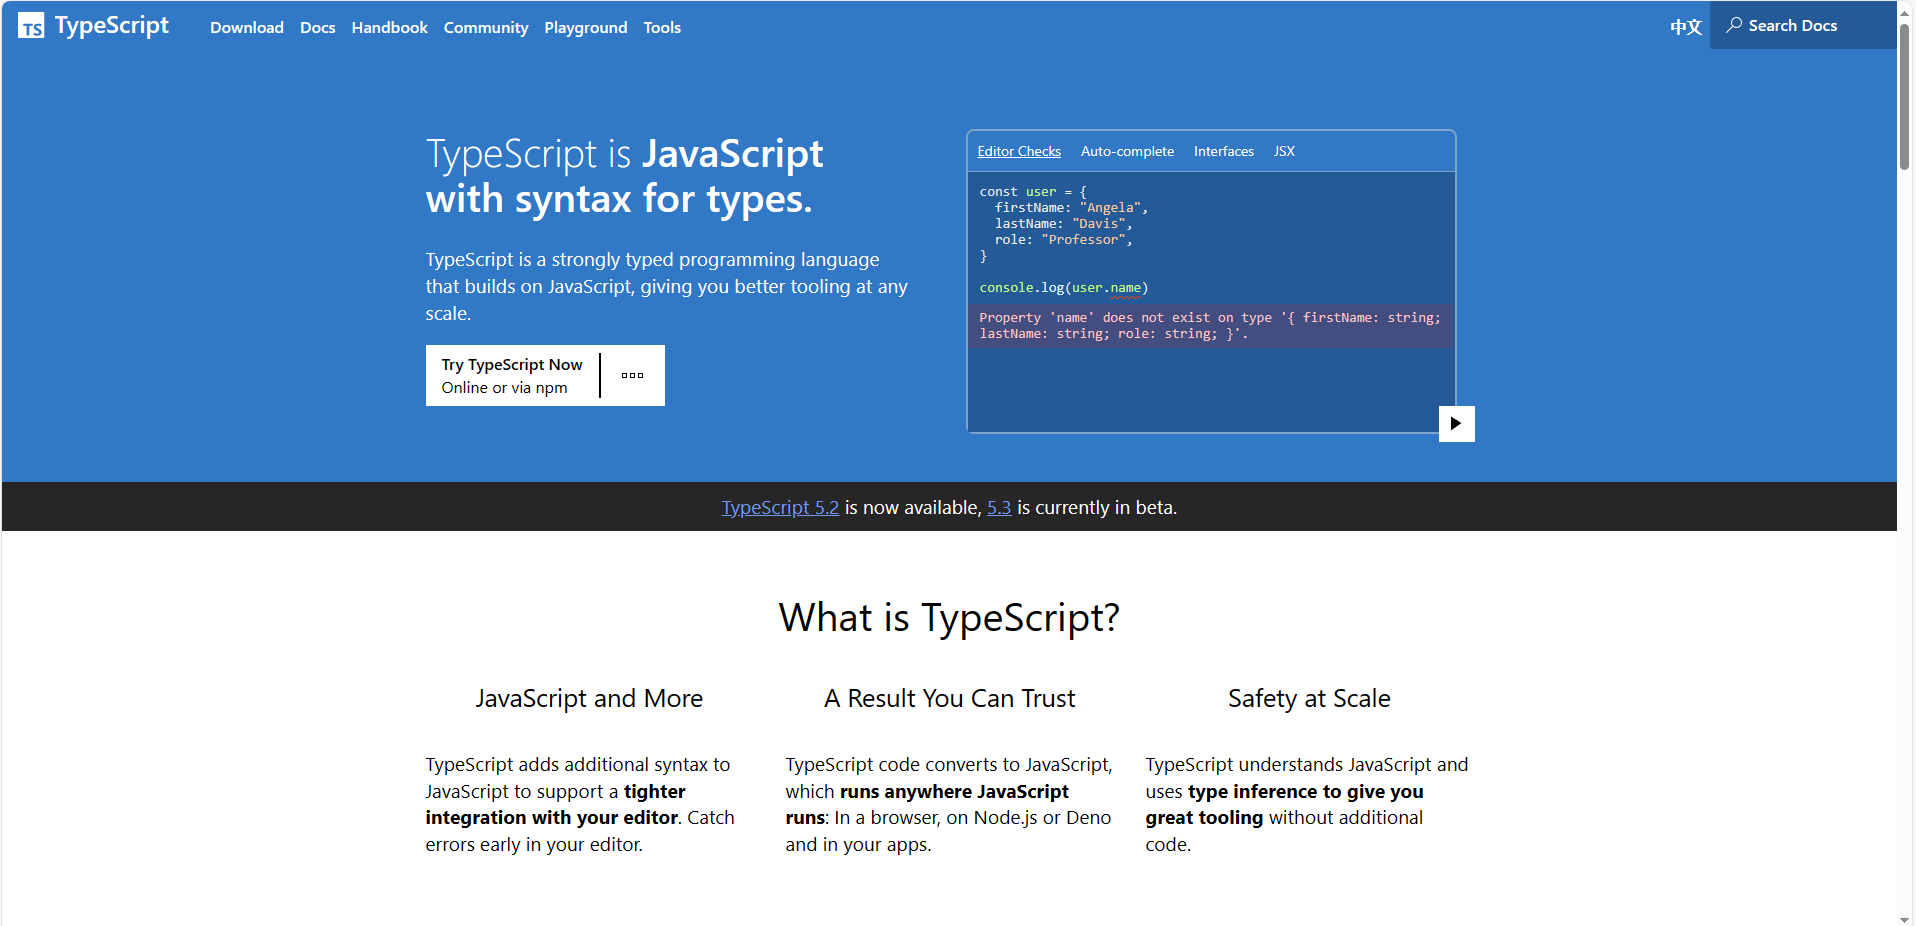 TS TypeScript
Download Docs Handbook Community Playground Tools
中文 Search Docs
TypeScript is JavaScript
with syntax for types.
TypeScript is a strongly typed programming language
that builds on JavaScript, giving you better tooling at any
scale.
Try TypeScript Now
Online or via npm
Editor Checks Auto-complete Interfaces JSX
const user = {
  firstName: "Angela",
  lastName: "Davis",
  role: "Professor",
}
console.log(user.name)
Property 'name' does not exist on type '{ firstName: string;
lastName: string; role: string; }'.
TypeScript 5.2 is now available, 5.3 is currently in beta.
What is TypeScript?
JavaScript and More
TypeScript adds additional syntax to
JavaScript to support a tighter
integration with your editor. Catch
errors early in your editor.
A Result You Can Trust
TypeScript code converts to JavaScript,
which runs anywhere JavaScript
runs: In a browser, on Node.js or Deno
and in your apps.
Safety at Scale
TypeScript understands JavaScript and
uses type inference to give you
great tooling without additional
code.